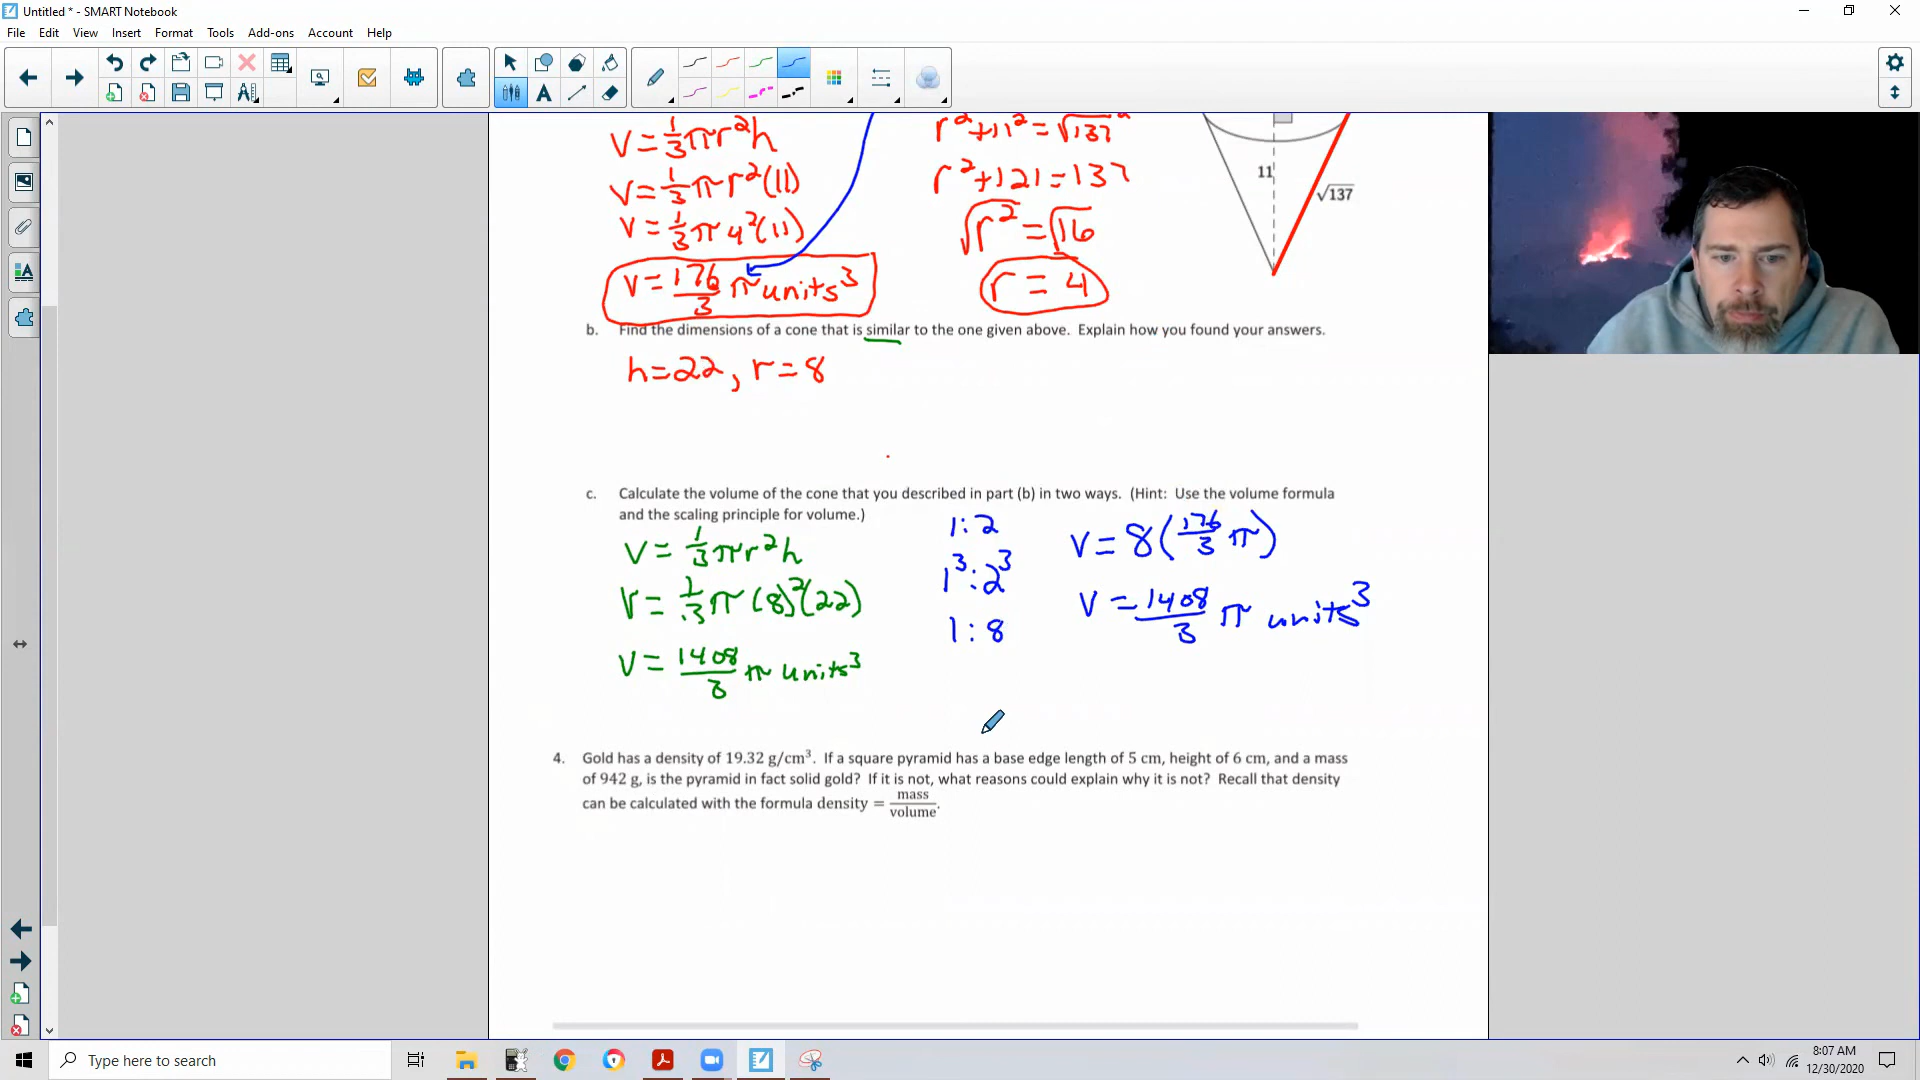 Untitled * - SMART Notebook
File Edit View Insert Format Tools Add-ons Account Help
V = 1/3 πr²h
V = 1/3 π r²(11)
V = 1/3 π 4²(11)
V = 176/3 π units³
r² + 11² = √137²
r² + 121 = 137
√r² = √16
r = 4
11
√137
b. Find the dimensions of a cone that is similar to the one given above. Explain how you found your answers.
h = 22, r = 8
c. Calculate the volume of the cone that you described in part (b) in two ways. (Hint: Use the volume formula
and the scaling principle for volume.)
V = 1/3 πr²h
V = 1/3 π (8)²(22)
V = 1408/3 π units³
1:2
1³:2³
1:8
V = 8(176/3 π)
V = 1408/3 π units³
4. Gold has a density of 19.32 g/cm³. If a square pyramid has a base edge length of 5 cm, height of 6 cm, and a mass
of 942 g, is the pyramid in fact solid gold? If it is not, what reasons could explain why it is not? Recall that density
can be calculated with the formula density = mass/volume.
Type here to search
8:07 AM
12/30/2020